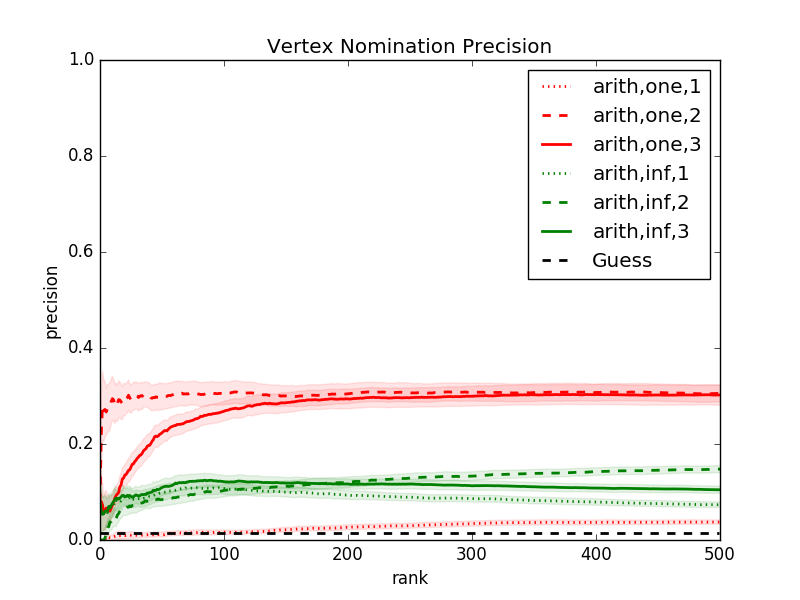 Vertex Nomination Precision
1.0
0.8
0.6
0.4
0.2
0.0
precision
arith,one,1
arith,one,2
arith,one,3
arith,inf,1
arith,inf,2
arith,inf,3
Guess
0 100 200 300 400 500
rank